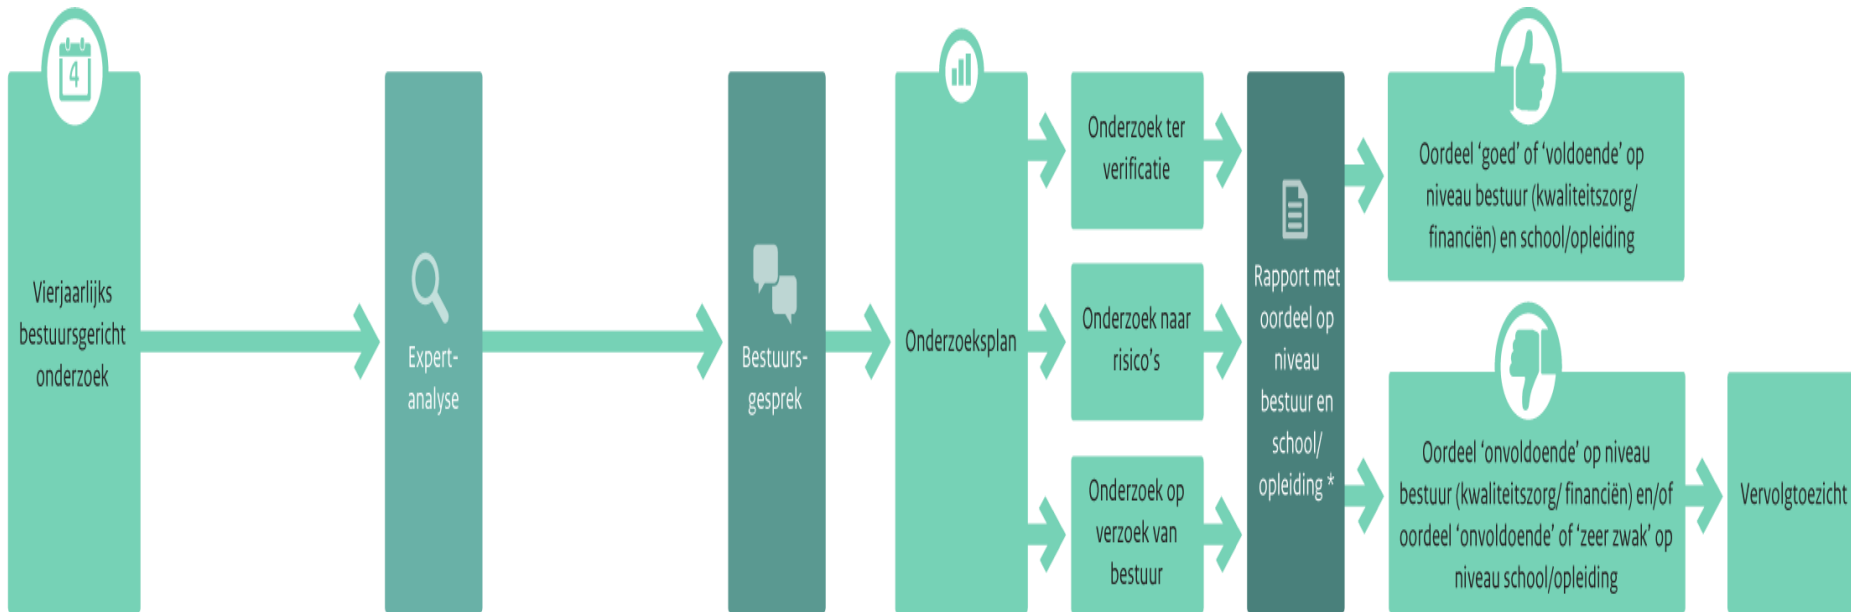 4
Vierjaarlijks
bestuursgericht
onderzoek
Expert-
analyse
Bestuurs-
gesprek
Onderzoeksplan
Onderzoek ter
verificatie
Onderzoek naar
risico's
Onderzoek op
verzoek van
bestuur
Rapport met
oordeel op
niveau
bestuur en
school/
opleiding *
Oordeel ‘goed’ of ‘voldoende’ op
niveau bestuur (kwaliteitszorg/
financiën) en school/opleiding
Oordeel ‘onvoldoende’ op niveau
bestuur (kwaliteitszorg/ financiën) en/of
oordeel ‘onvoldoende’ of ‘zeer zwak’ op
niveau school/opleiding
Vervolgtoezicht